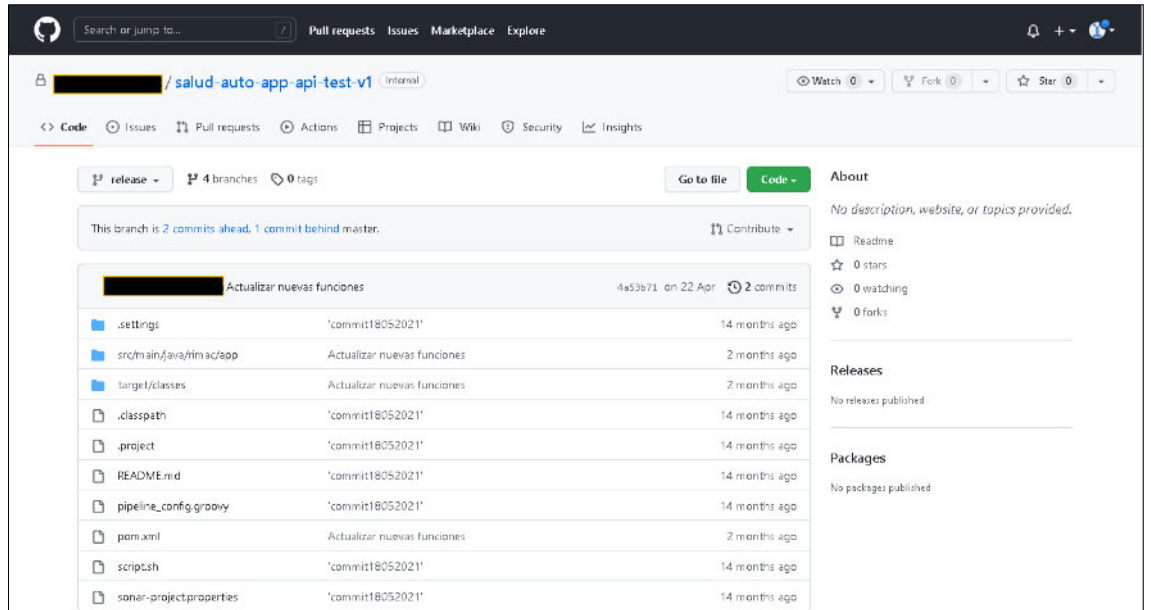 Search or jump to... / Pull requests Issues Marketplace Explore
/ salud-auto-app-api-test-v1 Internal Watch 0 Fork 0 Star 0
Code Issues Pull requests Actions Projects Wiki Security Insights
release 4 branches 0 tags Go to file Code
This branch is 2 commits ahead, 1 commit behind master. Contribute
Actualizar nuevas funciones 4a53b71 on 22 Apr 2 commits
.settings 'commit18052021' 14 months ago
src/main/java/rimac/app Actualizar nuevas funciones 2 months ago
target/classes Actualizar nuevas funciones 2 months ago
.classpath 'commit18052021' 14 months ago
.project 'commit18052021' 14 months ago
README.md 'commit18052021' 14 months ago
pipeline_config.groovy 'commit18052021' 14 months ago
pom.xml Actualizar nuevas funciones 2 months ago
script.sh 'commit18052021' 14 months ago
sonar-project.properties 'commit18052021' 14 months ago
About
No description, website, or topics provided.
Readme
0 stars
0 watching
0 forks
Releases
No releases published
Packages
No packages published